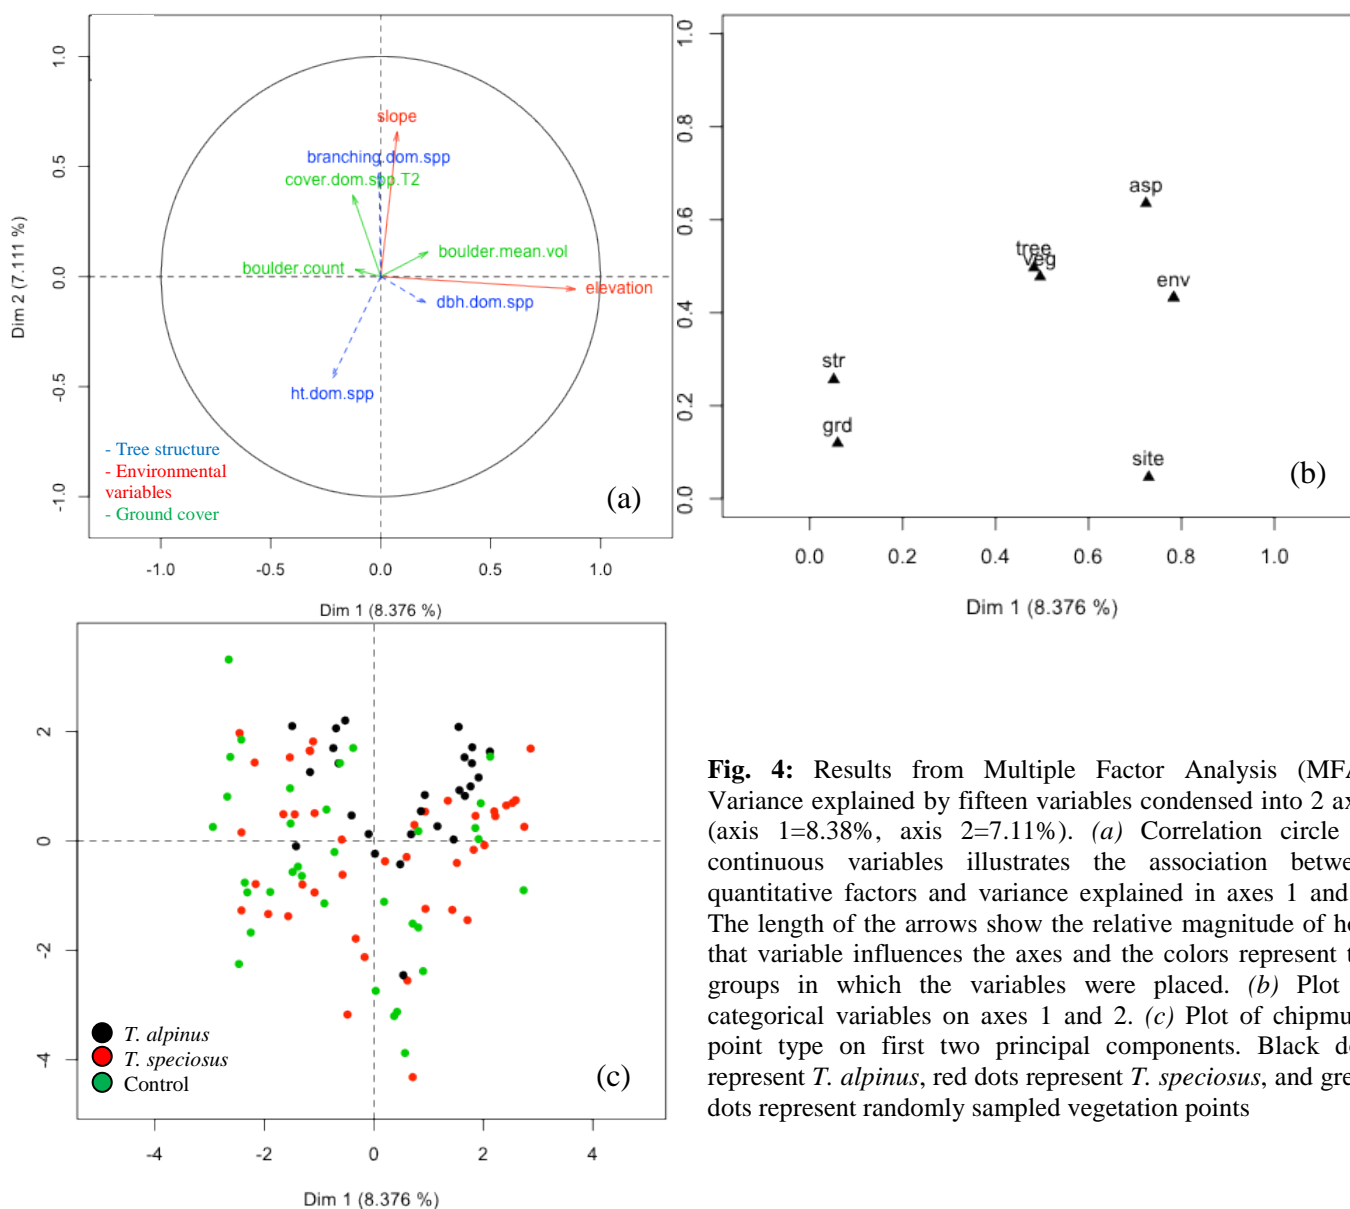 1.0
0.5
0.0
-0.5
-1.0
Dim 2 (7.111 %)
slope
branching.dom.spp
cover.dom.spp.T2
boulder.mean.vol
boulder.count
elevation
dbh.dom.spp
ht.dom.spp
- Tree structure
- Environmental
variables
- Ground cover
(a)
-1.0 -0.5 0.0 0.5 1.0
Dim 1 (8.376 %)
1.0
0.8
0.6
0.4
0.2
0.0
asp
tree
veg
env
str
grd
site
(b)
0.0 0.2 0.4 0.6 0.8 1.0
Dim 1 (8.376 %)
2
0
-2
-4
T. alpinus
T. speciosus
Control
(c)
-4 -2 0 2 4
Dim 1 (8.376 %)
Fig. 4: Results from Multiple Factor Analysis (MFA
Variance explained by fifteen variables condensed into 2 ax
(axis 1=8.38%, axis 2=7.11%). (a) Correlation circle
continuous variables illustrates the association betwe
quantitative factors and variance explained in axes 1 and
The length of the arrows show the relative magnitude of ho
that variable influences the axes and the colors represent t
groups in which the variables were placed. (b) Plot
categorical variables on axes 1 and 2. (c) Plot of chipmu
point type on first two principal components. Black do
represent T. alpinus, red dots represent T. speciosus, and gre
dots represent randomly sampled vegetation points